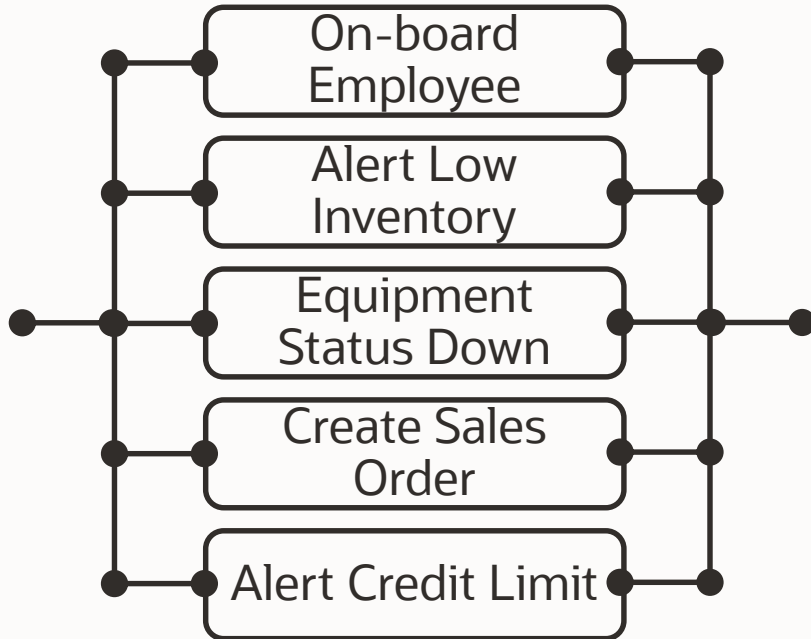 On-board
Employee
Alert Low
Inventory
Equipment
Status Down
Create Sales
Order
Alert Credit Limit